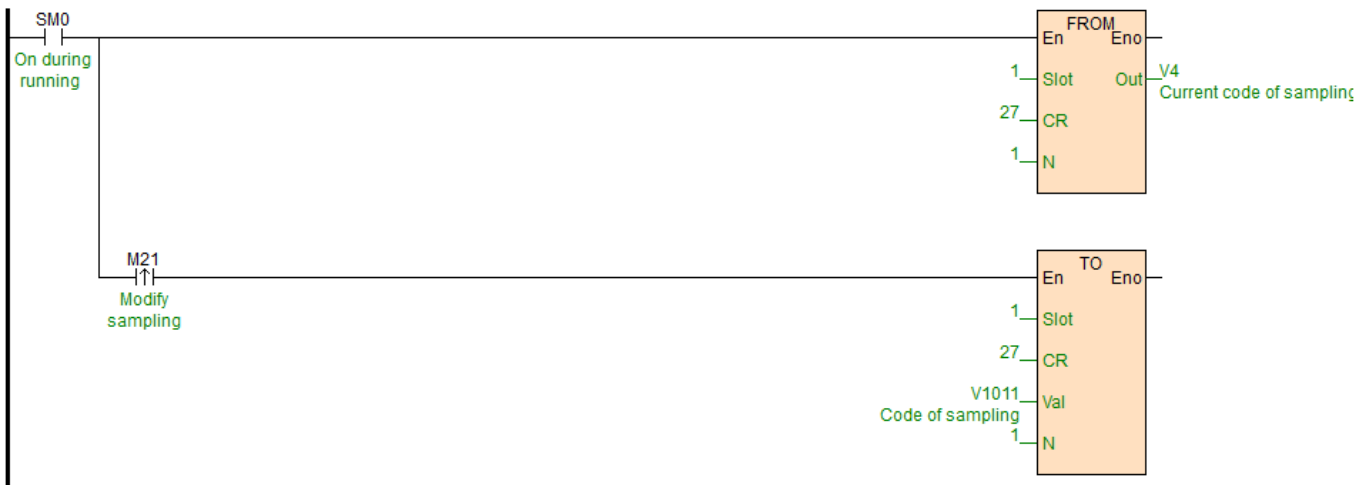 SM0
On during
running
FROM
En Eno
1 Slot Out V4
Current code of sampling
27 CR
1 N
M21
Modify
sampling
TO
En Eno
1 Slot
27 CR
V1011 Val
Code of sampling
1 N